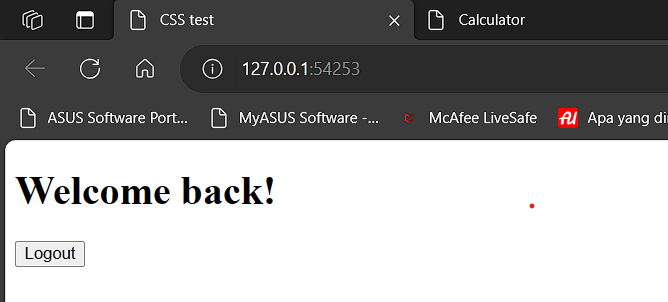 CSS test
Calculator
127.0.0.1:54253
ASUS Software Port...
MyASUS Software -...
McAfee LiveSafe
Apa yang di
Welcome back!
Logout